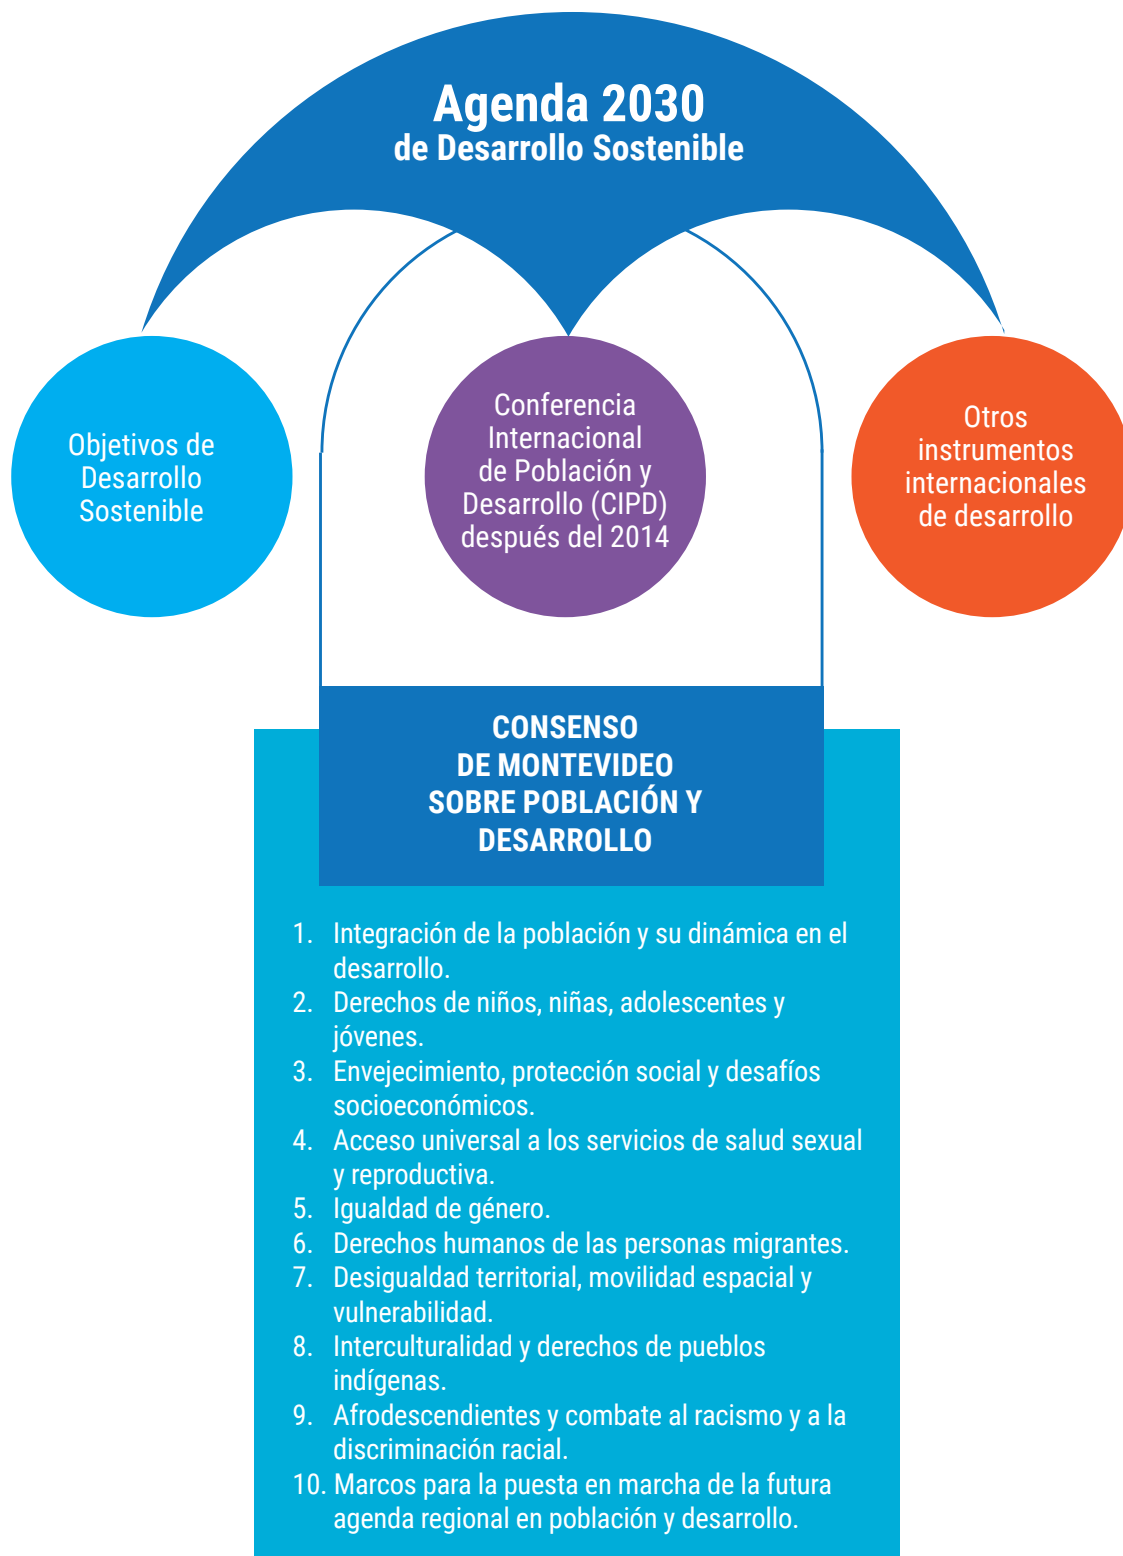 Agenda 2030
de Desarrollo Sostenible
Objetivos de
Desarrollo
Sostenible
Conferencia
Internacional
de Población y
Desarrollo (CIPD)
después del 2014
Otros
instrumentos
internacionales
de desarrollo
CONSENSO
DE MONTEVIDEO
SOBRE POBLACIÓN Y
DESARROLLO
1. Integración de la población y su dinámica en el
desarrollo.
2. Derechos de niños, niñas, adolescentes y
jóvenes.
3. Envejecimiento, protección social y desafíos
socioeconómicos.
4. Acceso universal a los servicios de salud sexual
y reproductiva.
5. Igualdad de género.
6. Derechos humanos de las personas migrantes.
7. Desigualdad territorial, movilidad espacial y
vulnerabilidad.
8. Interculturalidad y derechos de pueblos
indígenas.
9. Afrodescendientes y combate al racismo y a la
discriminación racial.
10. Marcos para la puesta en marcha de la futura
agenda regional en población y desarrollo.